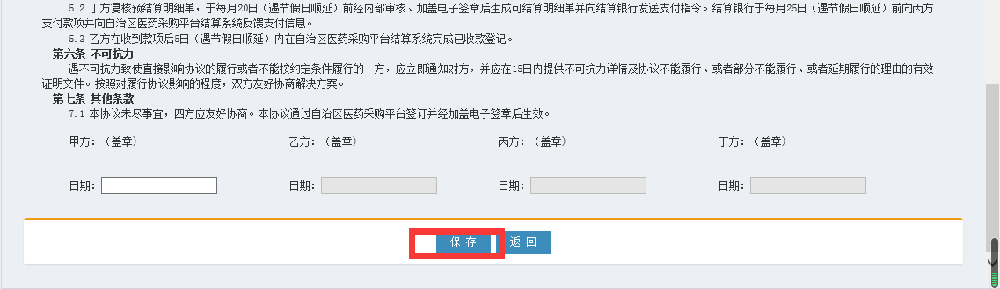 5.2 丁方复核预结算明细单，于每月20日（遇节假日顺延）前经内部审核、加盖电子签章后生成可结算明细单并向结算银行发送支付指令。结算银行于每月25日（遇节假日顺延）前向丙方
支付款项并向自治区医药采购平台结算系统反馈支付信息。
5.3 乙方在收到款项后5日（遇节假日顺延）内在自治区医药采购平台结算系统完成已收款登记。
第六条 不可抗力
遇不可抗力致使直接影响协议的履行或者不能按约定条件履行的一方，应立即通知对方，并应在15日内提供不可抗力详情及协议不能履行、或者部分不能履行、或者延期履行的理由的有效
证明文件。按照对履行协议影响的程度，双方友好协商解决方案。
第七条 其他条款
7.1 本协议未尽事宜，四方应友好协商。本协议通过自治区医药采购平台签订并经加盖电子签章后生效。
甲方：（盖章） 乙方：（盖章） 丙方：（盖章） 丁方：（盖章）
日期： 日期： 日期： 日期：
保存 返回